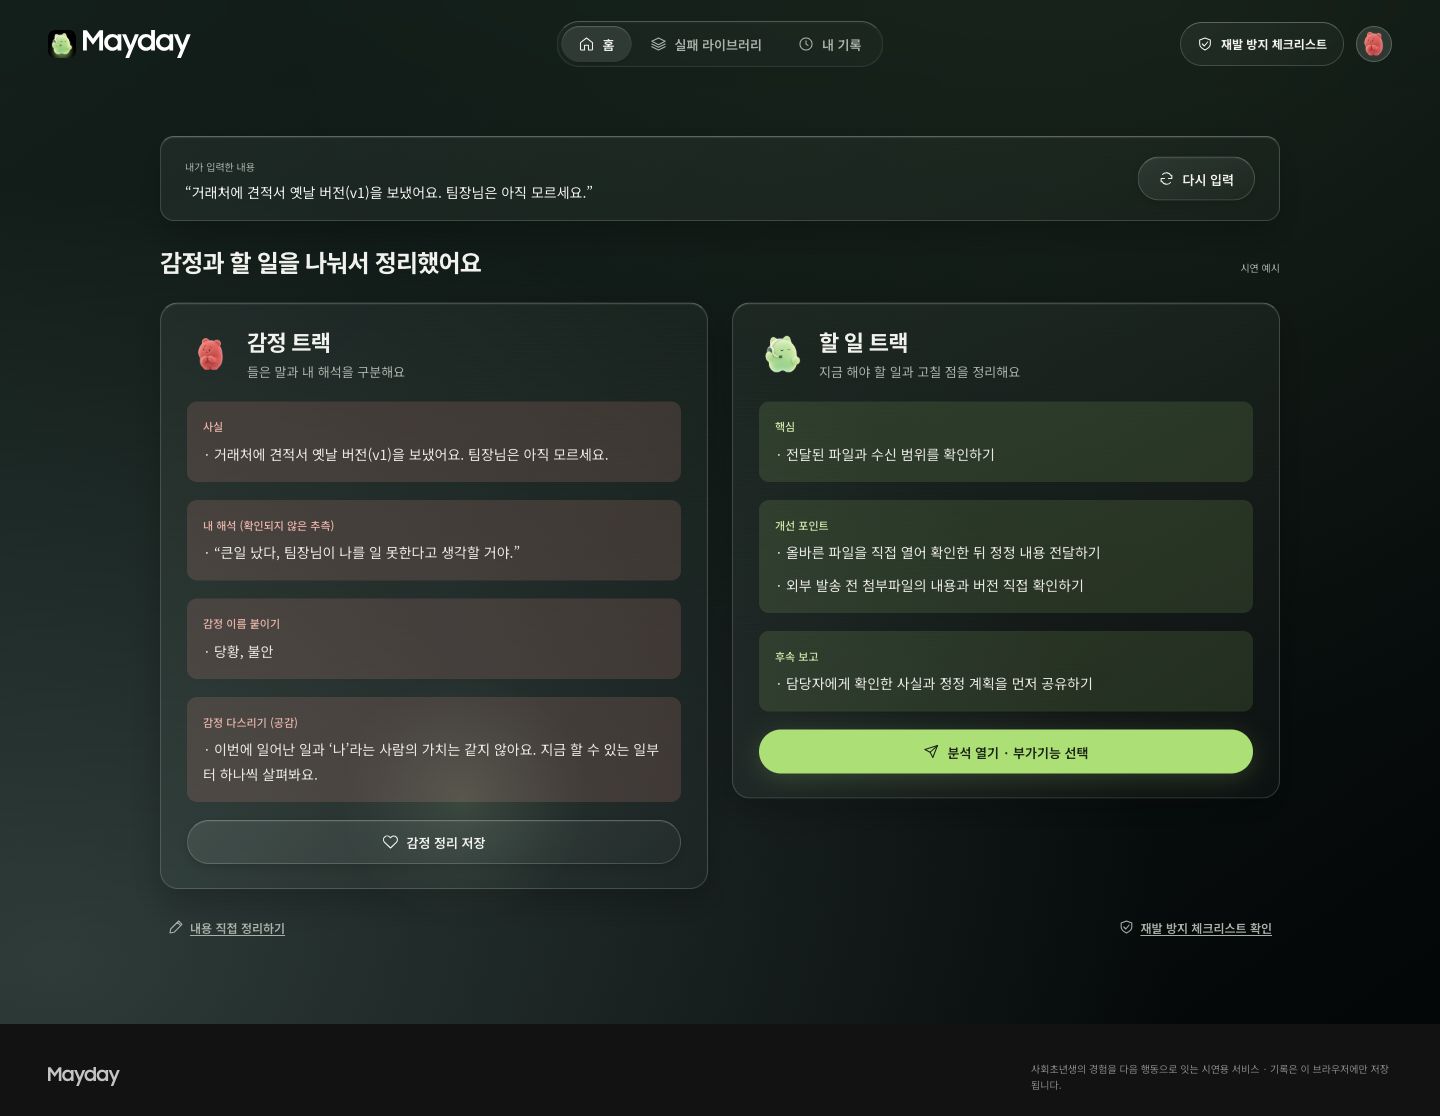 Mayday
홈
실패 라이브러리
내 기록
재발 방지 체크리스트
내가 입력한 내용
“거래처에 견적서 옛날 버전(v1)을 보냈어요. 팀장님은 아직 모르세요.”
다시 입력
감정과 할 일을 나눠서 정리했어요
시연 예시
감정 트랙
들은 말과 내 해석을 구분해요
사실
· 거래처에 견적서 옛날 버전(v1)을 보냈어요. 팀장님은 아직 모르세요.
내 해석 (확인되지 않은 추측)
· “큰일 났다, 팀장님이 나를 일 못한다고 생각할 거야.”
감정 이름 붙이기
· 당황, 불안
감정 다스리기 (공감)
· 이번에 일어난 일과 ‘나’라는 사람의 가치는 같지 않아요. 지금 할 수 있는 일부
터 하나씩 살펴봐요.
감정 정리 저장
할 일 트랙
지금 해야 할 일과 고칠 점을 정리해요
핵심
· 전달된 파일과 수신 범위를 확인하기
개선 포인트
· 올바른 파일을 직접 열어 확인한 뒤 정정 내용 전달하기
· 외부 발송 전 첨부파일의 내용과 버전 직접 확인하기
후속 보고
· 담당자에게 확인한 사실과 정정 계획을 먼저 공유하기
분석 열기 · 부가기능 선택
내용 직접 정리하기
재발 방지 체크리스트 확인
Mayday
사회초년생의 경험을 다음 행동으로 잇는 시연용 서비스 · 기록은 이 브라우저에만 저장
됩니다.